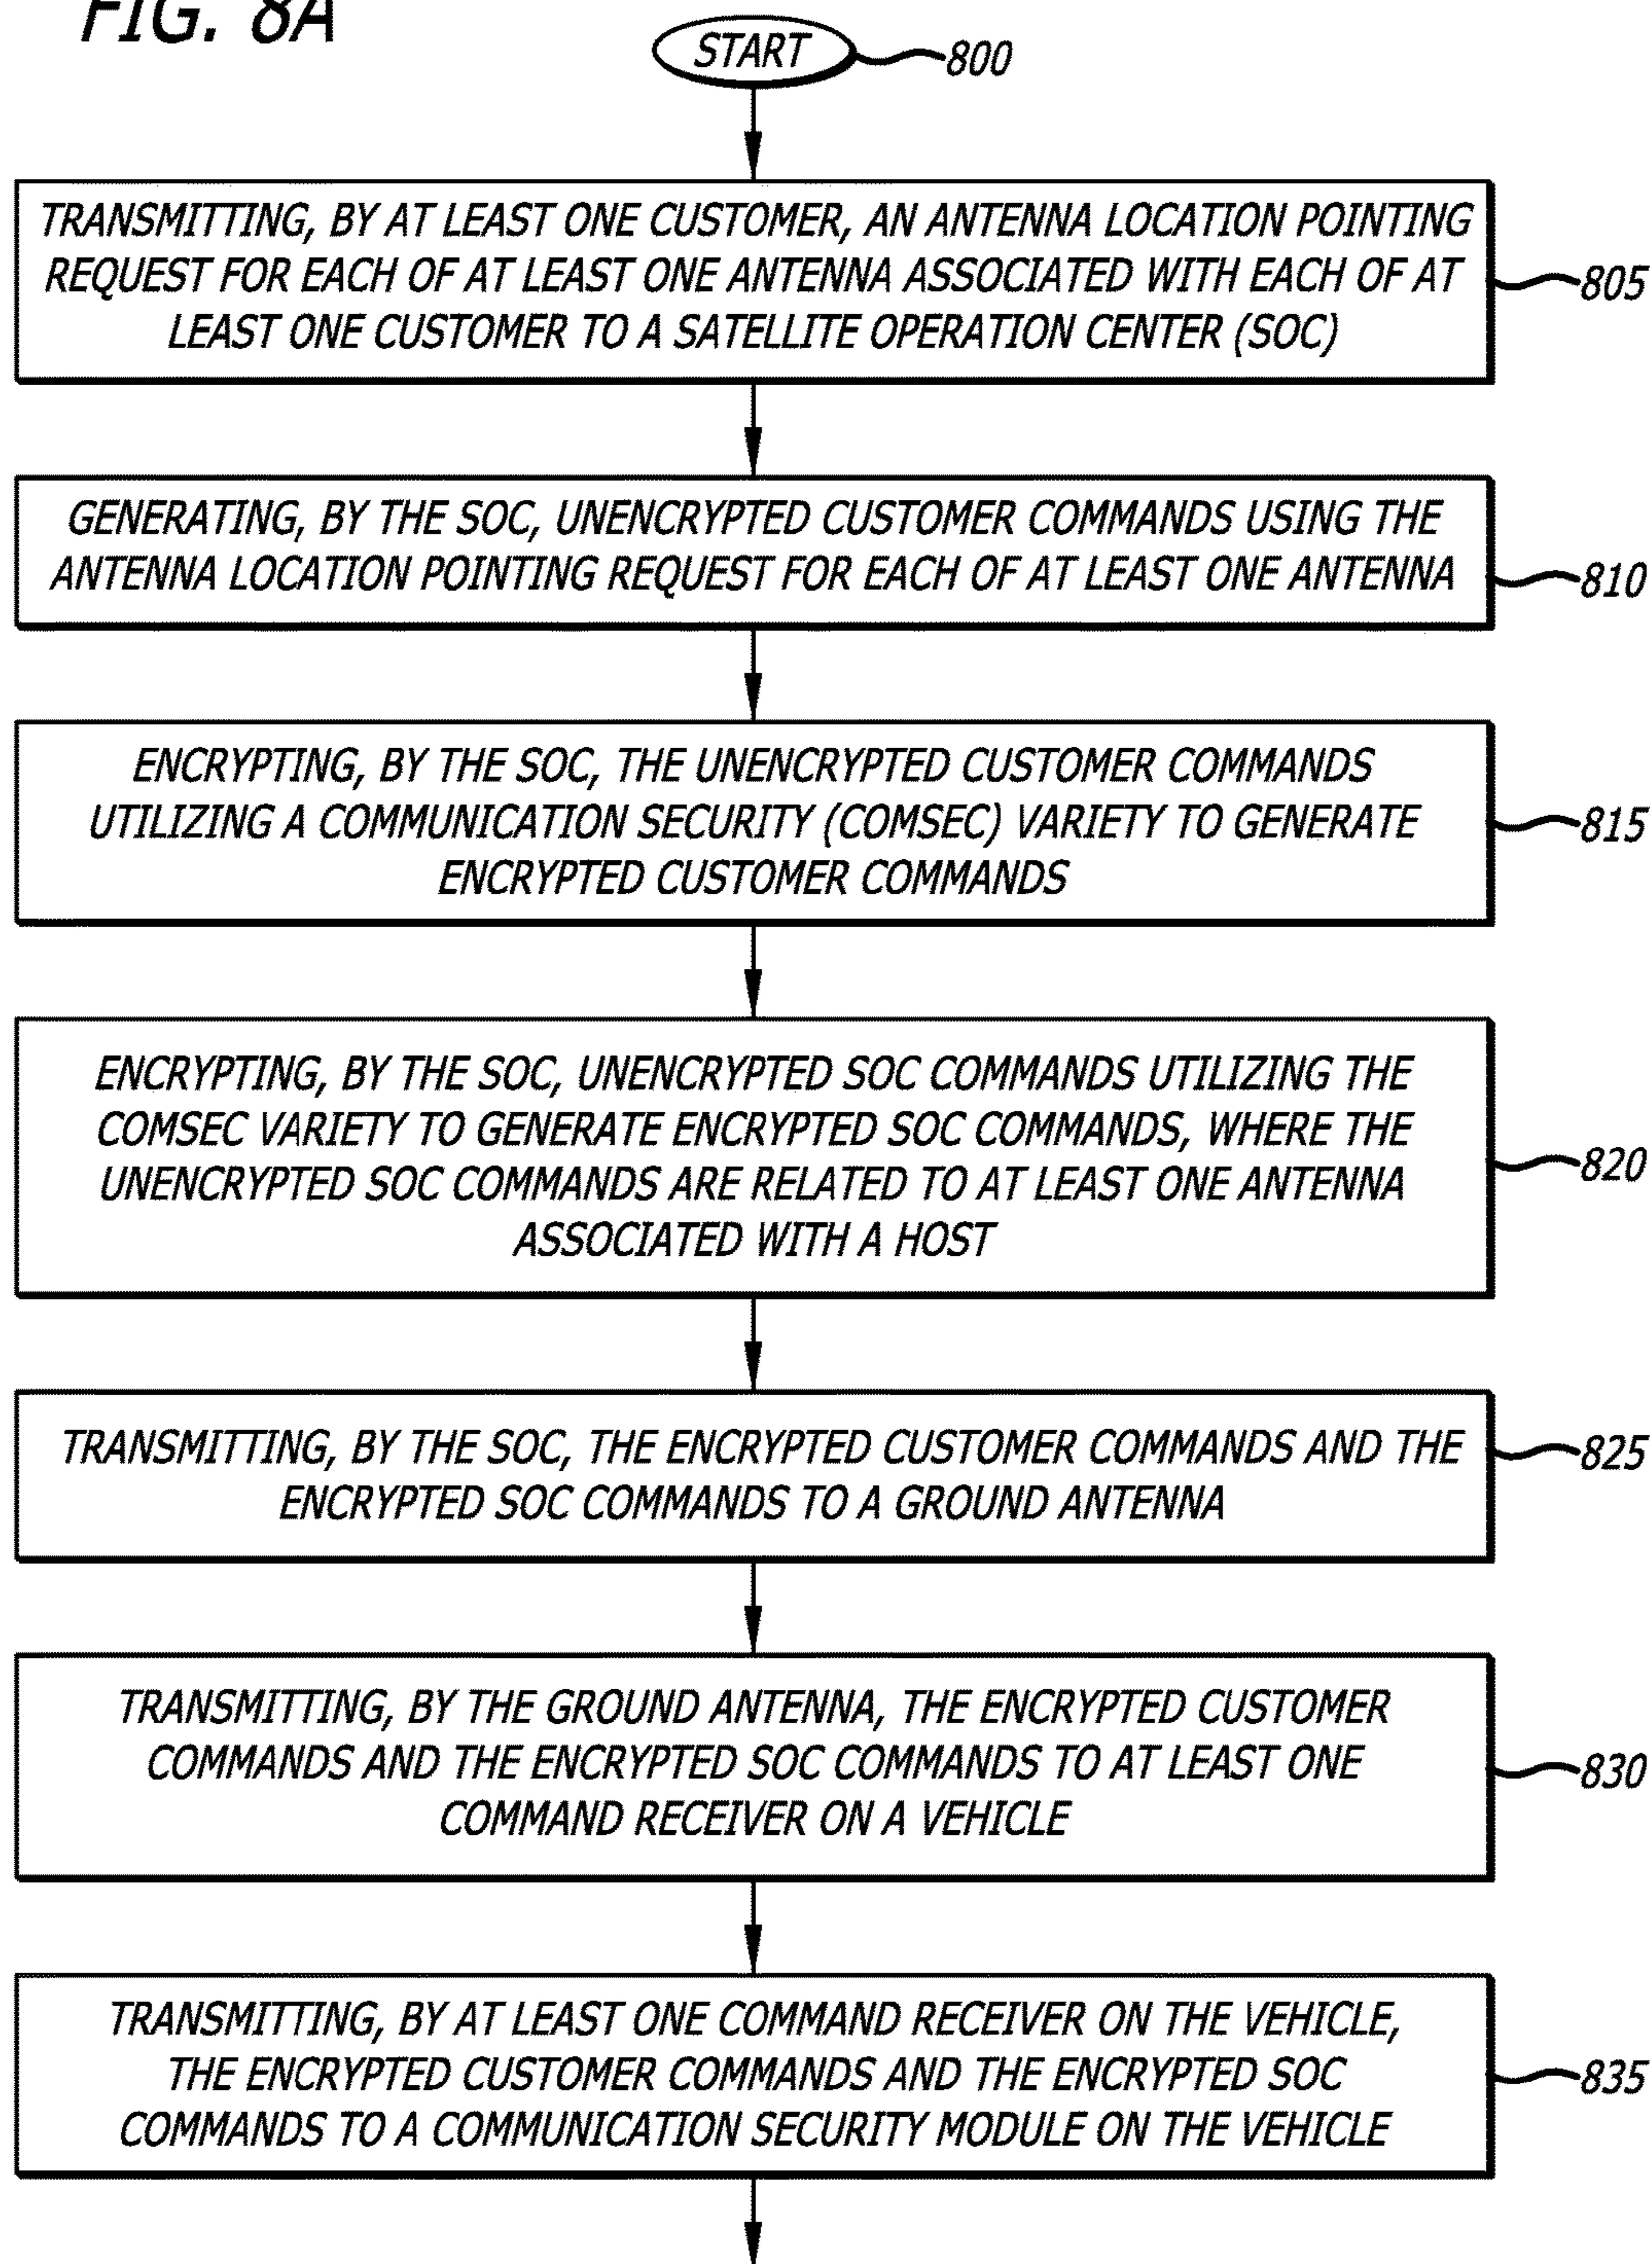 FIG. 8A
START
800
TRANSMITTING, BY AT LEAST ONE CUSTOMER, AN ANTENNA LOCATION POINTING
REQUEST FOR EACH OF AT LEAST ONE ANTENNA ASSOCIATED WITH EACH OF AT
LEAST ONE CUSTOMER TO A SATELLITE OPERATION CENTER (SOC)
805
GENERATING, BY THE SOC, UNENCRYPTED CUSTOMER COMMANDS USING THE
ANTENNA LOCATION POINTING REQUEST FOR EACH OF AT LEAST ONE ANTENNA
810
ENCRYPTING, BY THE SOC, THE UNENCRYPTED CUSTOMER COMMANDS
UTILIZING A COMMUNICATION SECURITY (COMSEC) VARIETY TO GENERATE
ENCRYPTED CUSTOMER COMMANDS
815
ENCRYPTING, BY THE SOC, UNENCRYPTED SOC COMMANDS UTILIZING THE
COMSEC VARIETY TO GENERATE ENCRYPTED SOC COMMANDS, WHERE THE
UNENCRYPTED SOC COMMANDS ARE RELATED TO AT LEAST ONE ANTENNA
ASSOCIATED WITH A HOST
820
TRANSMITTING, BY THE SOC, THE ENCRYPTED CUSTOMER COMMANDS AND THE
ENCRYPTED SOC COMMANDS TO A GROUND ANTENNA
825
TRANSMITTING, BY THE GROUND ANTENNA, THE ENCRYPTED CUSTOMER
COMMANDS AND THE ENCRYPTED SOC COMMANDS TO AT LEAST ONE
COMMAND RECEIVER ON A VEHICLE
830
TRANSMITTING, BY AT LEAST ONE COMMAND RECEIVER ON THE VEHICLE,
THE ENCRYPTED CUSTOMER COMMANDS AND THE ENCRYPTED SOC
COMMANDS TO A COMMUNICATION SECURITY MODULE ON THE VEHICLE
835